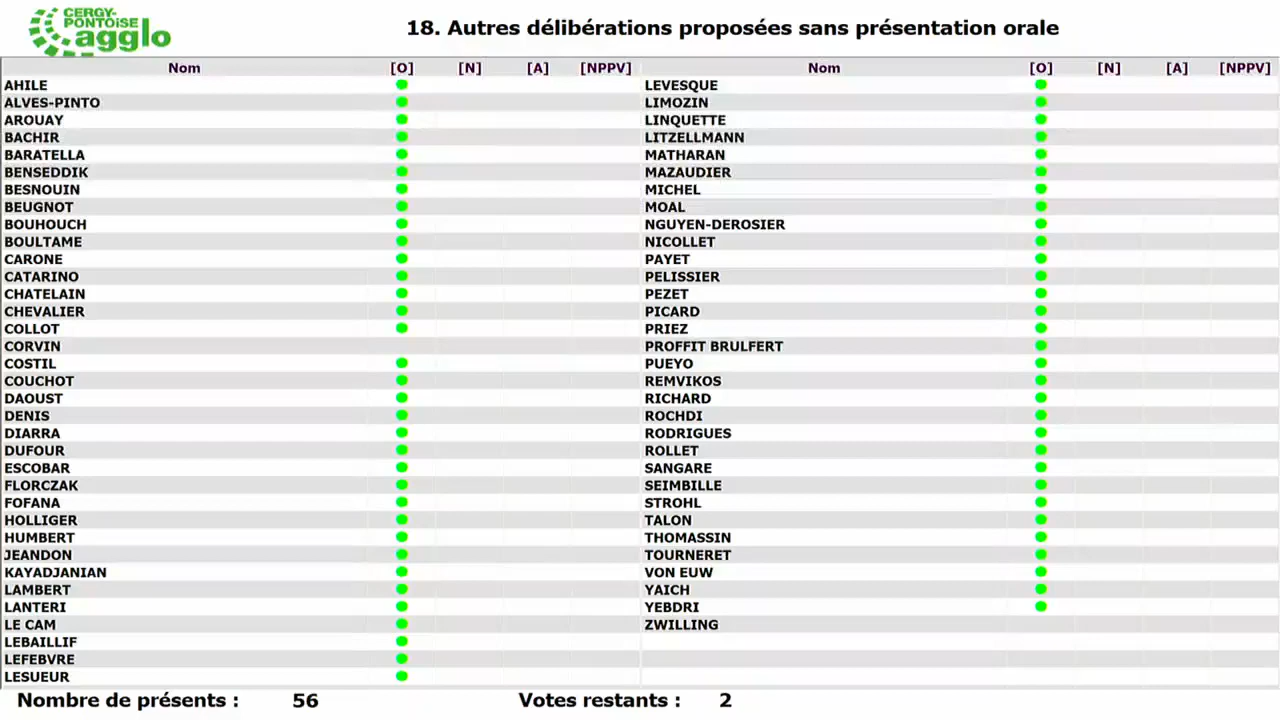 CERGY-
PONTOISE
agglo
18. Autres délibérations proposées sans présentation orale
Nom [O] [N] [A] [NPPV] Nom [O] [N] [A] [NPPV]
AHILE LEVESQUE
ALVES-PINTO LIMOZIN
AROUAY LINQUETTE
BACHIR LITZELLMANN
BARATELLA MATHARAN
BENSEDDIK MAZAUDIER
BESNOUIN MICHEL
BEUGNOT MOAL
BOUHOUCH NGUYEN-DEROSIER
BOULTAME NICOLLET
CARONE PAYET
CATARINO PELISSIER
CHATELAIN PEZET
CHEVALIER PICARD
COLLOT PRIEZ
CORVIN PROFFIT BRULFERT
COSTIL PUEYO
COUCHOT REMVIKOS
DAOUST RICHARD
DENIS ROCHDI
DIARRA RODRIGUES
DUFOUR ROLLET
ESCOBAR SANGARE
FLORCZAK SEIMBILLE
FOFANA STROHL
HOLLIGER TALON
HUMBERT THOMASSIN
JEANDON TOURNERET
KAYADJANIAN VON EUW
LAMBERT YAICH
LANTERI YEBDRI
LE CAM ZWILLING
LEBAILLIF
LEFEBVRE
LESUEUR
Nombre de présents : 56 Votes restants : 2